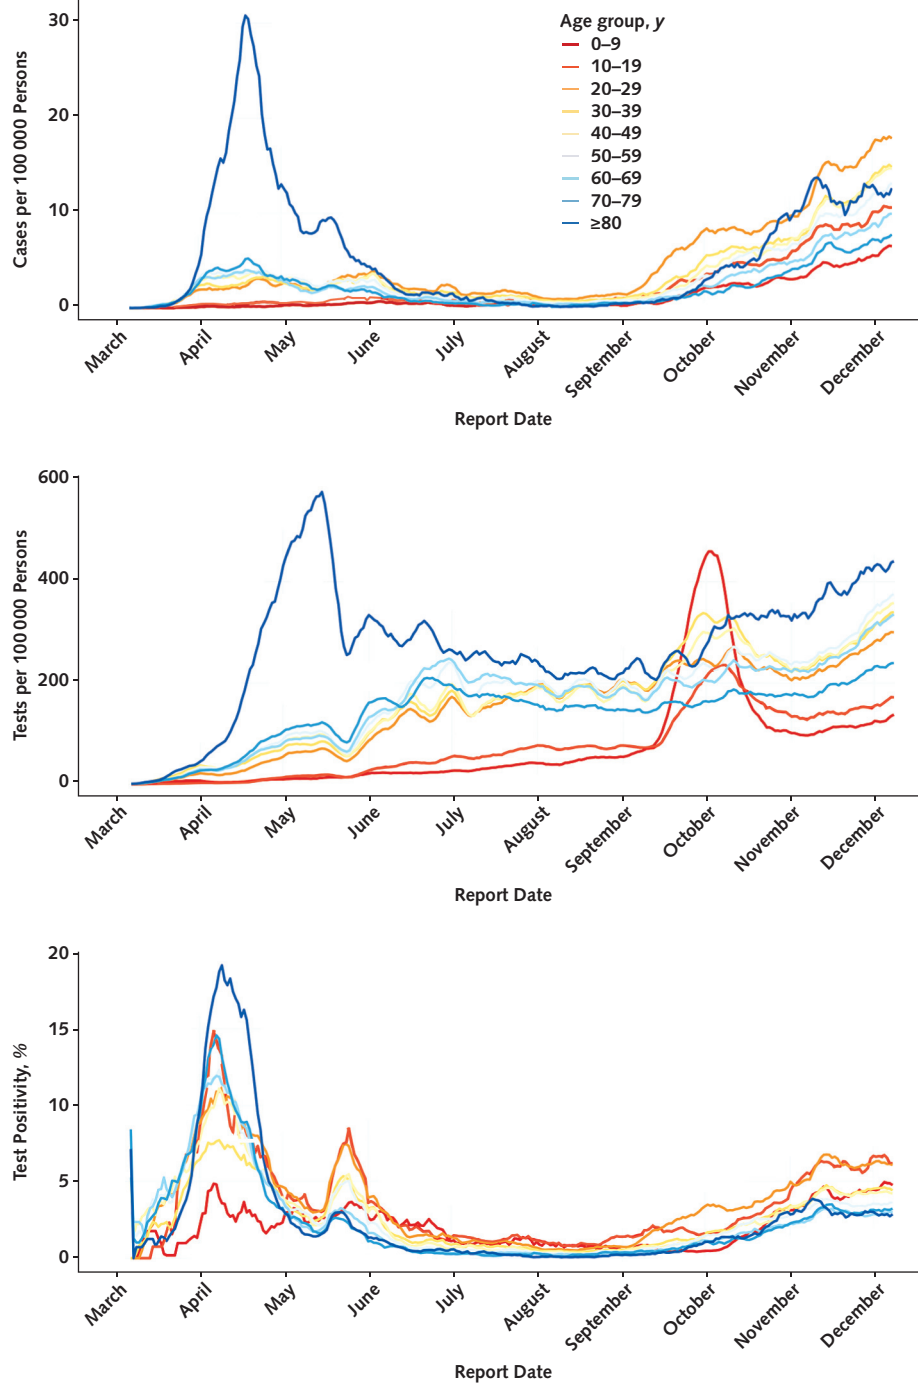 Cases per 100 000 Persons
30
20
10
0
Age group, y
0–9
10–19
20–29
30–39
40–49
50–59
60–69
70–79
≥80
March
April
May
June
July
August
September
October
November
December
Report Date
Tests per 100 000 Persons
600
400
200
0
March
April
May
June
July
August
September
October
November
December
Report Date
Test Positivity, %
20
15
10
5
0
March
April
May
June
July
August
September
October
November
December
Report Date